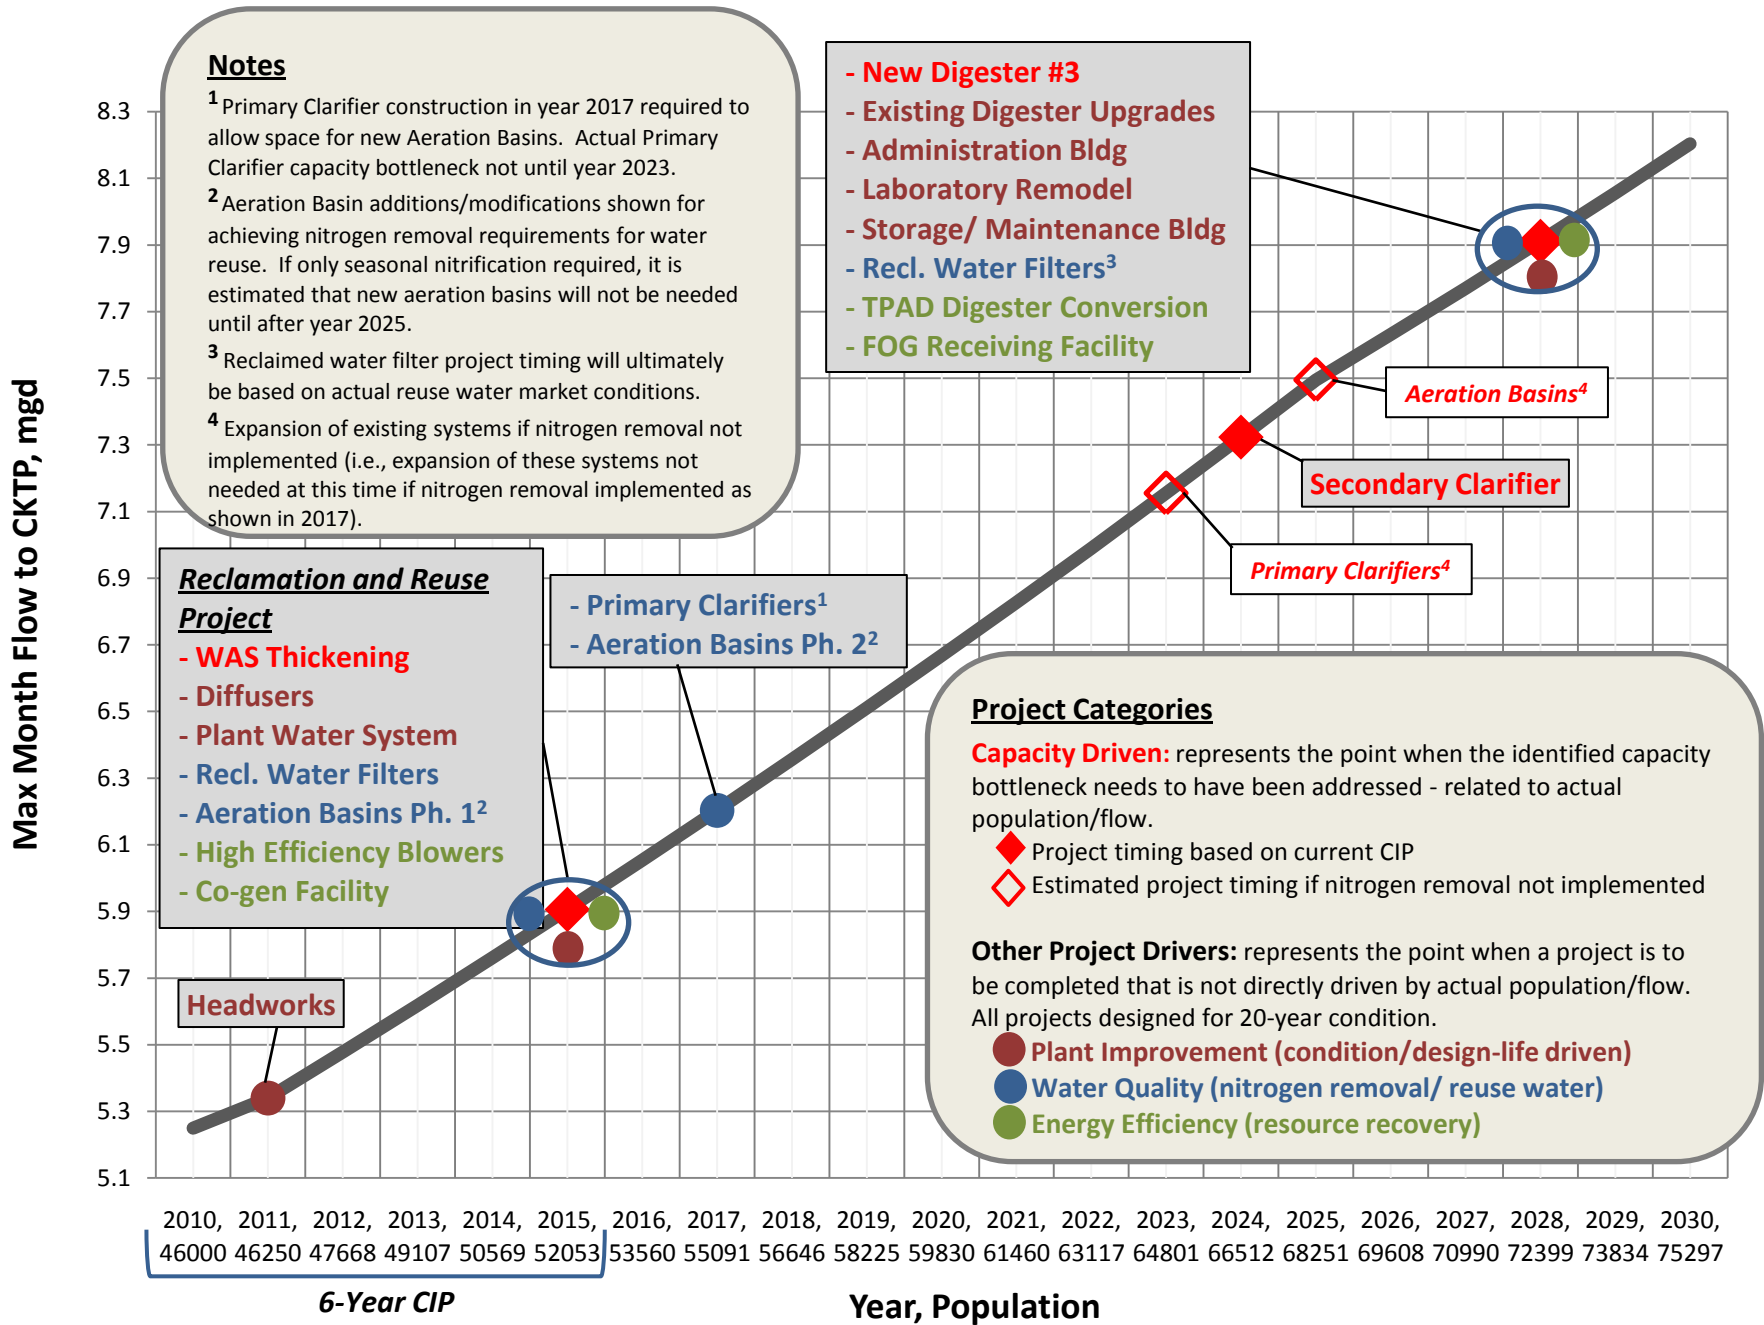 Notes
1 Primary Clarifier construction in year 2017 required to
allow space for new Aeration Basins. Actual Primary
Clarifier capacity bottleneck not until year 2023.
2 Aeration Basin additions/modifications shown for
achieving nitrogen removal requirements for water
reuse. If only seasonal nitrification required, it is
estimated that new aeration basins will not be needed
until after year 2025.
3 Reclaimed water filter project timing will ultimately
be based on actual reuse water market conditions.
4 Expansion of existing systems if nitrogen removal not
implemented (i.e., expansion of these systems not
needed at this time if nitrogen removal implemented as
shown in 2017).
- New Digester #3
- Existing Digester Upgrades
- Administration Bldg
- Laboratory Remodel
- Storage/ Maintenance Bldg
- Recl. Water Filters3
- TPAD Digester Conversion
- FOG Receiving Facility
Aeration Basins4
Secondary Clarifier
Primary Clarifiers4
Reclamation and Reuse
Project
- WAS Thickening
- Diffusers
- Plant Water System
- Recl. Water Filters
- Aeration Basins Ph. 12
- High Efficiency Blowers
- Co-gen Facility
- Primary Clarifiers1
- Aeration Basins Ph. 22
Headworks
Project Categories
Capacity Driven: represents the point when the identified capacity
bottleneck needs to have been addressed - related to actual
population/flow.
Project timing based on current CIP
Estimated project timing if nitrogen removal not implemented
Other Project Drivers: represents the point when a project is to
be completed that is not directly driven by actual population/flow.
All projects designed for 20-year condition.
Plant Improvement (condition/design-life driven)
Water Quality (nitrogen removal/ reuse water)
Energy Efficiency (resource recovery)
Max Month Flow to CKTP, mgd
8.3
8.1
7.9
7.7
7.5
7.3
7.1
6.9
6.7
6.5
6.3
6.1
5.9
5.7
5.5
5.3
5.1
2010, 2011, 2012, 2013, 2014, 2015, 2016, 2017, 2018, 2019, 2020, 2021, 2022, 2023, 2024, 2025, 2026, 2027, 2028, 2029, 2030,
46000 46250 47668 49107 50569 52053 53560 55091 56646 58225 59830 61460 63117 64801 66512 68251 69608 70990 72399 73834 75297
6-Year CIP
Year, Population